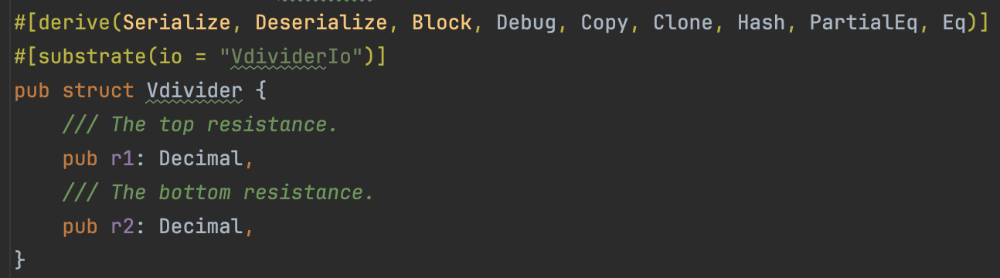 #[derive(Serialize, Deserialize, Block, Debug, Copy, Clone, Hash, PartialEq, Eq)]
#[substrate(io = "VdividerIo")]
pub struct Vdivider {
    /// The top resistance.
    pub r1: Decimal,
    /// The bottom resistance.
    pub r2: Decimal,
}